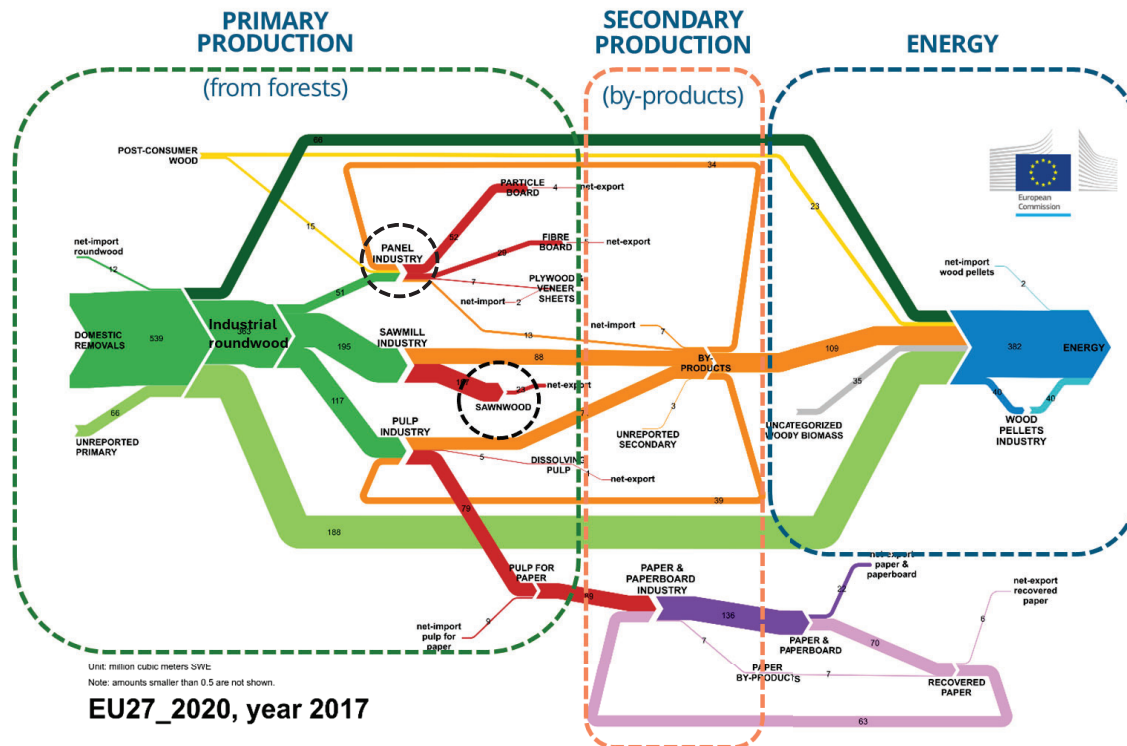 PRIMARY
PRODUCTION
(from forests)
SECONDARY
PRODUCTION
(by-products)
ENERGY
66
POST-CONSUMER
WOOD
34
PARTICLE
BOARD
4
net-export
European
Commission
23
15
52
net-import
roundwood
12
PANEL
INDUSTRY
FIBRE
BOARD
net-export
29
PLYWOOD
VENEER
SHEETS
7
net-import
2
net-import
wood pellets
2
51
DOMESTIC
REMOVALS
539
Industrial
roundwood
195
SAWMILL
INDUSTRY
13
net-import
7
88
BY-
PRODUCTS
109
382
ENERGY
SAWNWOOD
23
net-export
117
66
UNREPORTED
PRIMARY
PULP
INDUSTRY
3
UNREPORTED
SECONDARY
35
UNCATEGORIZED
WOODY BIOMASS
40
40
WOOD
PELLETS
INDUSTRY
5
DISSOLVING
PULP
1
net-export
39
79
188
PULP FOR
PAPER
9
net-import
pulp for
paper
PAPER &
PAPERBOARD
INDUSTRY
136
net-export
paper &
paperboard
22
PAPER &
PAPERBOARD
net-export
recovered
paper
6
70
7
PAPER
BY-PRODUCTS
7
RECOVERED
PAPER
63
Unit: million cubic meters SWE
Note: amounts smaller than 0.5 are not shown.
EU27_2020, year 2017